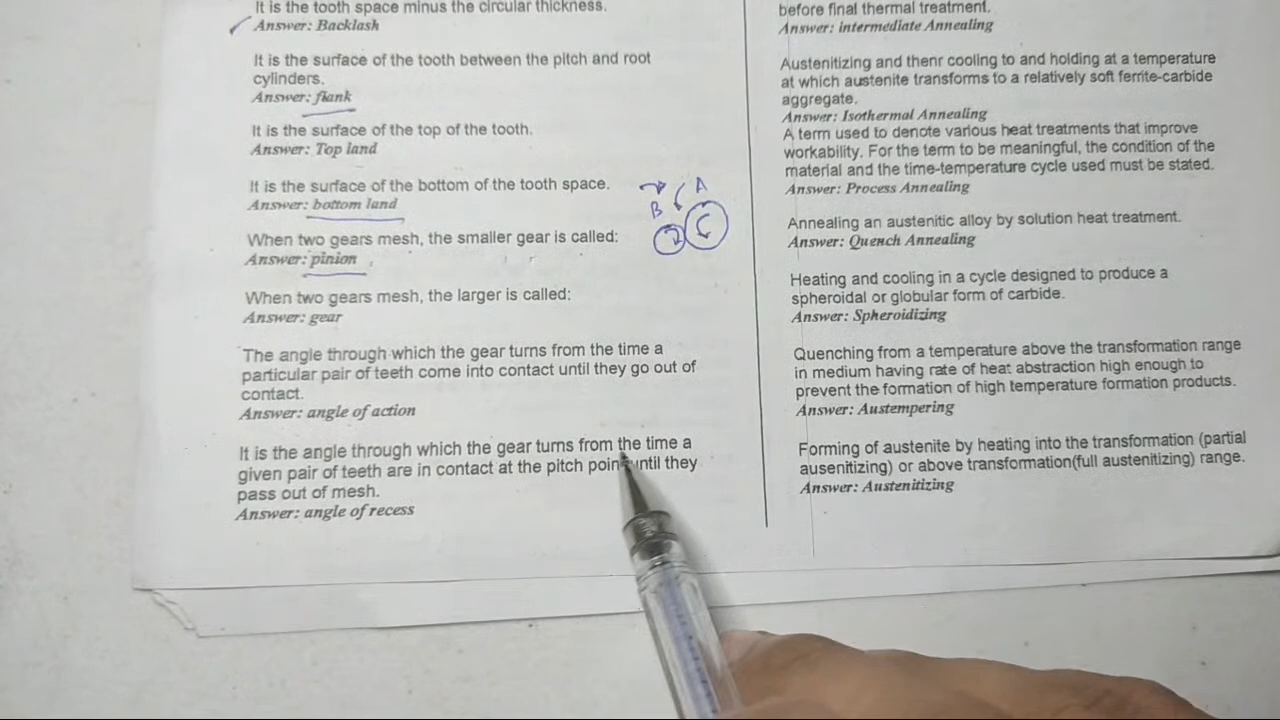 It is the tooth space minus the circular thickness.
Answer: Backlash
It is the surface of the tooth between the pitch and root
cylinders.
Answer: flank
It is the surface of the top of the tooth.
Answer: Top land
It is the surface of the bottom of the tooth space.
Answer: bottom land
When two gears mesh, the smaller gear is called:
Answer: pinion
When two gears mesh, the larger is called:
Answer: gear
The angle through which the gear turns from the time a
particular pair of teeth come into contact until they go out of
contact.
Answer: angle of action
It is the angle through which the gear turns from the time a
given pair of teeth are in contact at the pitch point until they
pass out of mesh.
Answer: angle of recess
A
B
before final thermal treatment.
Answer: intermediate Annealing
Austenitizing and thenr cooling to and holding at a temperature
at which austenite transforms to a relatively soft ferrite-carbide
aggregate.
Answer: Isothermal Annealing
A term used to denote various heat treatments that improve
workability. For the term to be meaningful, the condition of the
material and the time-temperature cycle used must be stated.
Answer: Process Annealing
Annealing an austenitic alloy by solution heat treatment.
Answer: Quench Annealing
Heating and cooling in a cycle designed to produce a
spheroidal or globular form of carbide.
Answer: Spheroidizing
Quenching from a temperature above the transformation range
in medium having rate of heat abstraction high enough to
prevent the formation of high temperature formation products.
Answer: Austempering
Forming of austenite by heating into the transformation (partial
ausenitizing) or above transformation(full austenitizing) range.
Answer: Austenitizing